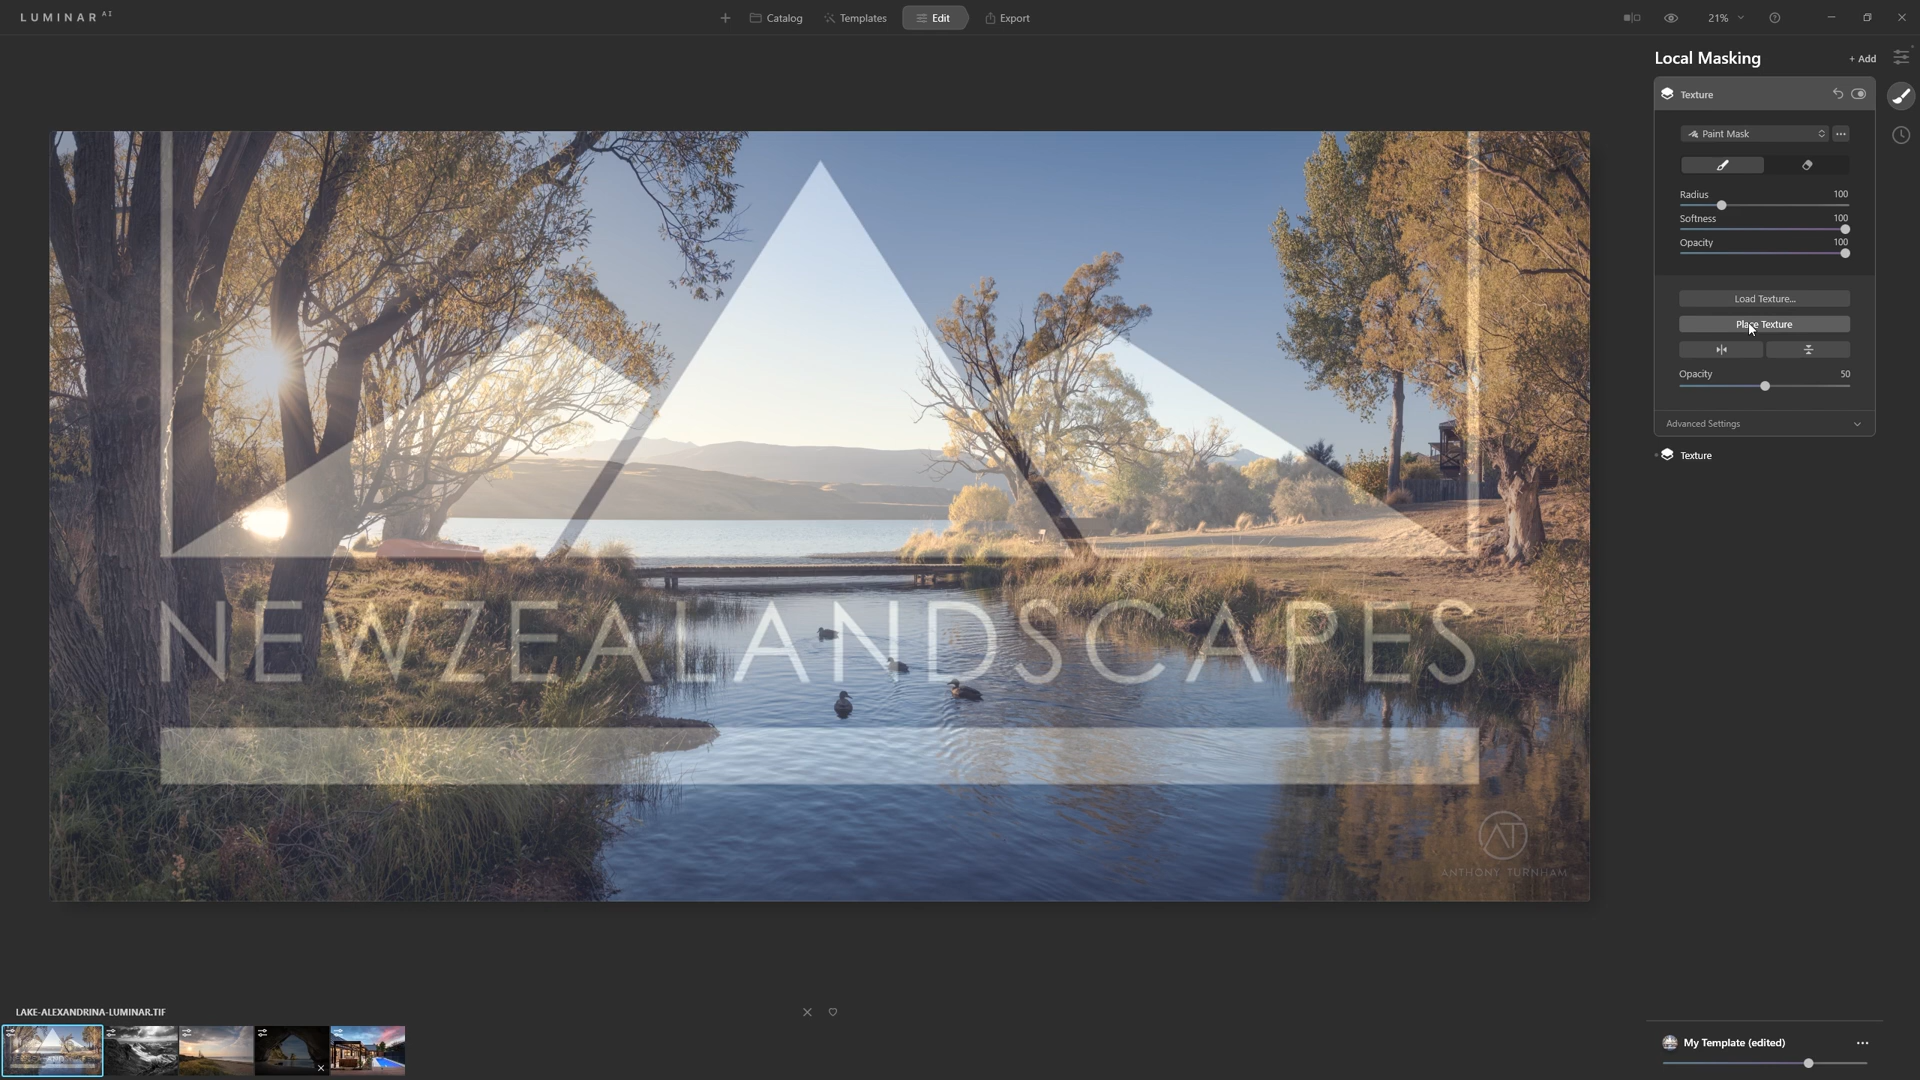 LUMINAR AI
Catalog
Templates
Edit
Export
21%
Local Masking
+ Add
Texture
Paint Mask
Radius 100
Softness 100
Opacity 100
Load Texture...
Place Texture
Opacity 50
Advanced Settings
Texture
NEWZEALANDSCAPES
AT
ANTHONY TURNHAM
LAKE-ALEXANDRINA-LUMINAR.TIF
My Template (edited)